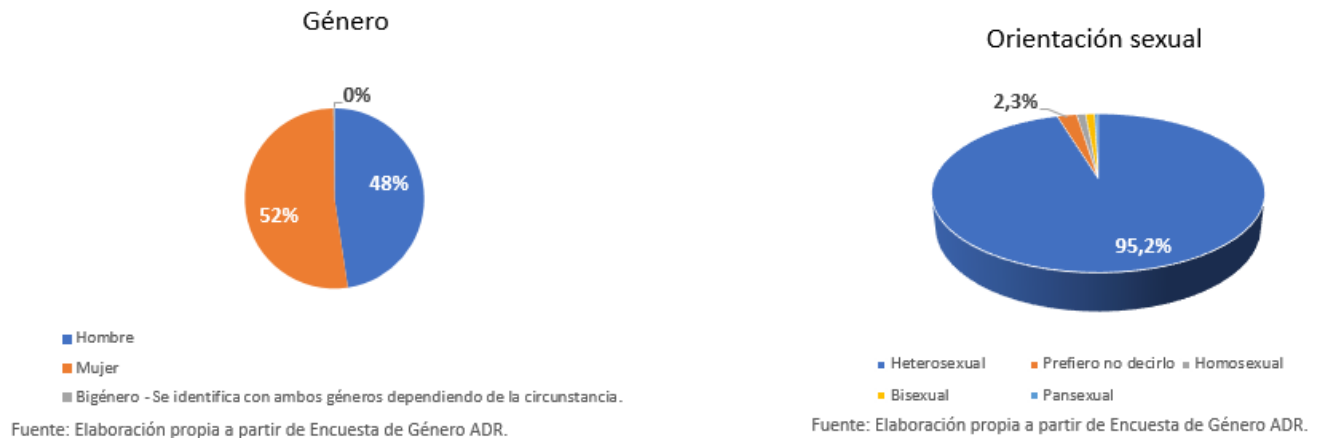 Género
0%
48%
52%
Hombre
Mujer
Bigénero - Se identifica con ambos géneros dependiendo de la circunstancia.
Fuente: Elaboración propia a partir de Encuesta de Género ADR.
Orientación sexual
2,3%
95,2%
Heterosexual Prefiero no decirlo Homosexual
Bisexual Pansexual
Fuente: Elaboración propia a partir de Encuesta de Género ADR.